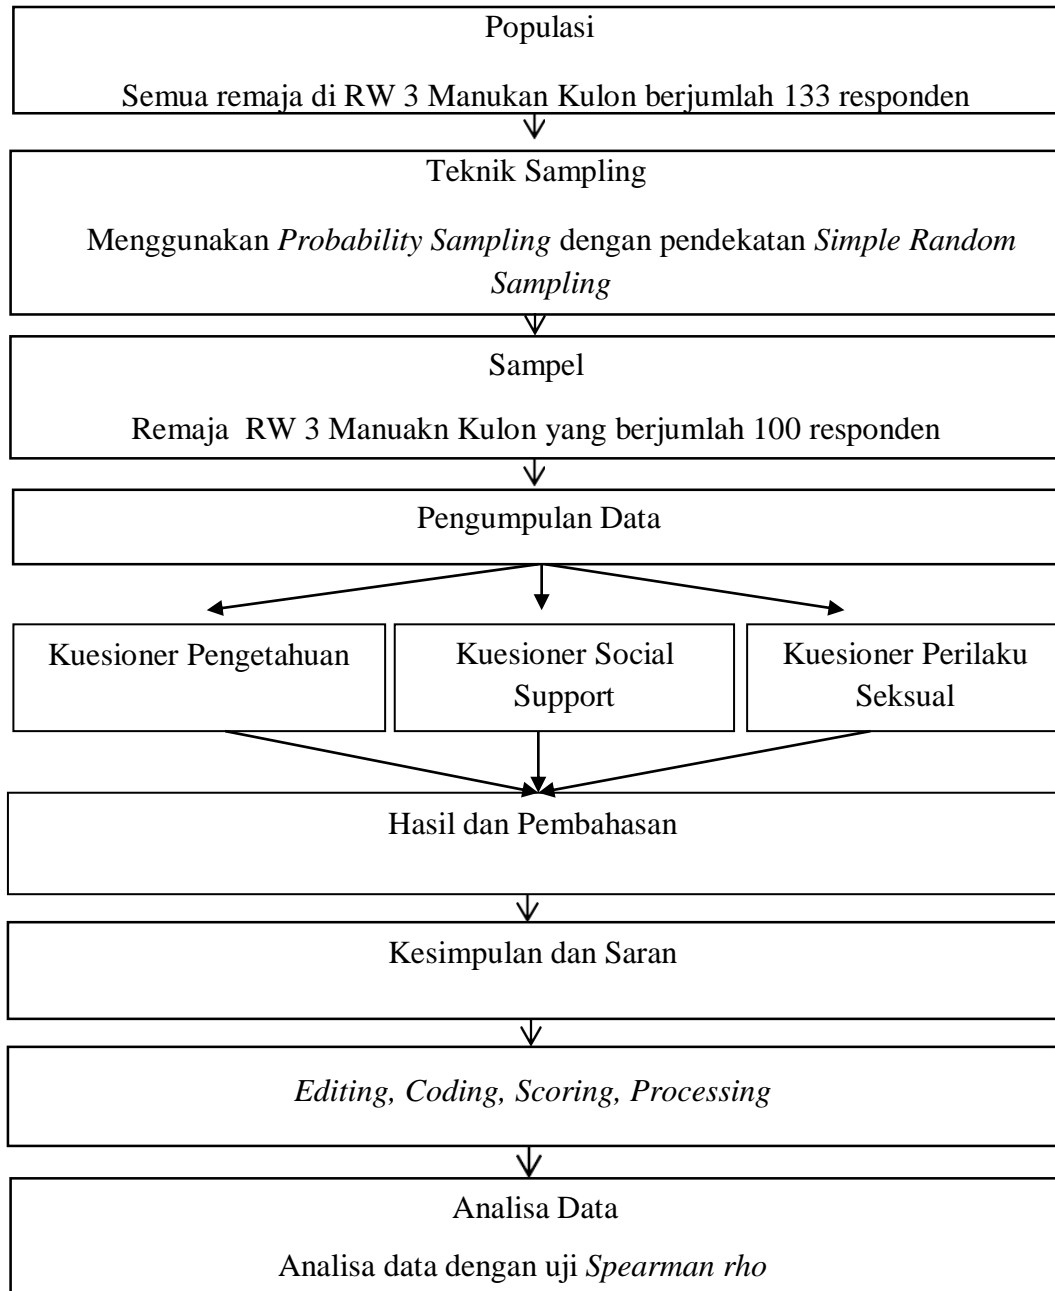 Populasi
Semua remaja di RW 3 Manukan Kulon berjumlah 133 responden
Teknik Sampling
Menggunakan Probability Sampling dengan pendekatan Simple Random
Sampling
Sampel
Remaja RW 3 Manuakn Kulon yang berjumlah 100 responden
Pengumpulan Data
Kuesioner Pengetahuan
Kuesioner Social
Support
Kuesioner Perilaku
Seksual
Hasil dan Pembahasan
Kesimpulan dan Saran
Editing, Coding, Scoring, Processing
Analisa Data
Analisa data dengan uji Spearman rho